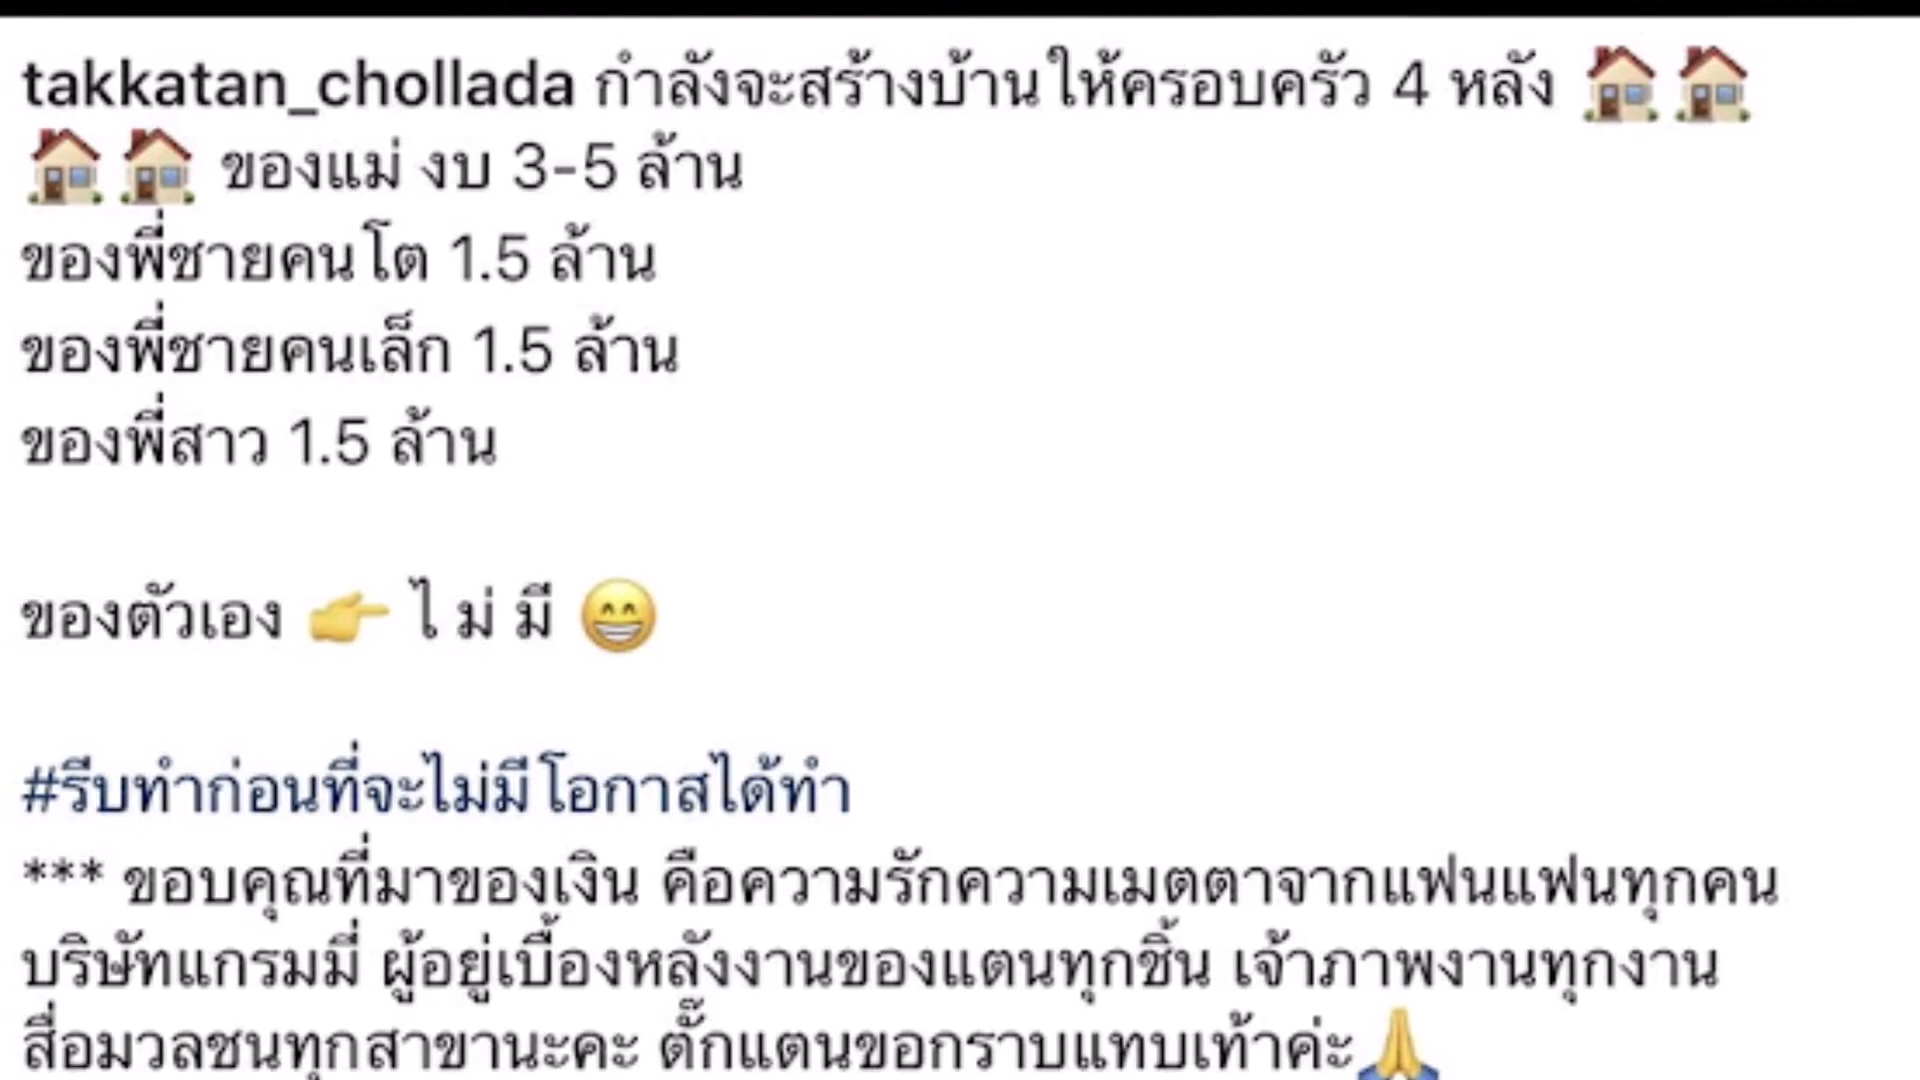 takkatan_chollada กำลังจะสร้างบ้านให้ครอบครัว 4 หลัง 🏠🏠
🏠🏠 ของแม่ งบ 3-5 ล้าน
ของพี่ชายคนโต 1.5 ล้าน
ของพี่ชายคนเล็ก 1.5 ล้าน
ของพี่สาว 1.5 ล้าน
ของตัวเอง 👉 ไ ม่ มี 😁
#รีบทำก่อนที่จะไม่มีโอกาสได้ทำ
*** ขอบคุณที่มาของเงิน คือความรักความเมตตาจากแฟนแฟนทุกคน
บริษัทแกรมมี่ ผู้อยู่เบื้องหลังงานของแตนทุกชิ้น เจ้าภาพงานทุกงาน
สื่อมวลชนทุกสาขานะคะ ตั๊กแตนขอกราบแทบเท้าค่ะ🙏